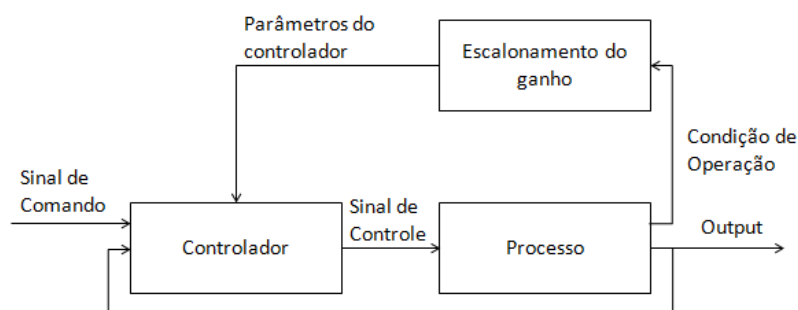 Parâmetros do
controlador
Escalonamento do
ganho
Condição de
Operação
Sinal de
Comando
Controlador
Sinal de
Controle
Processo
Output